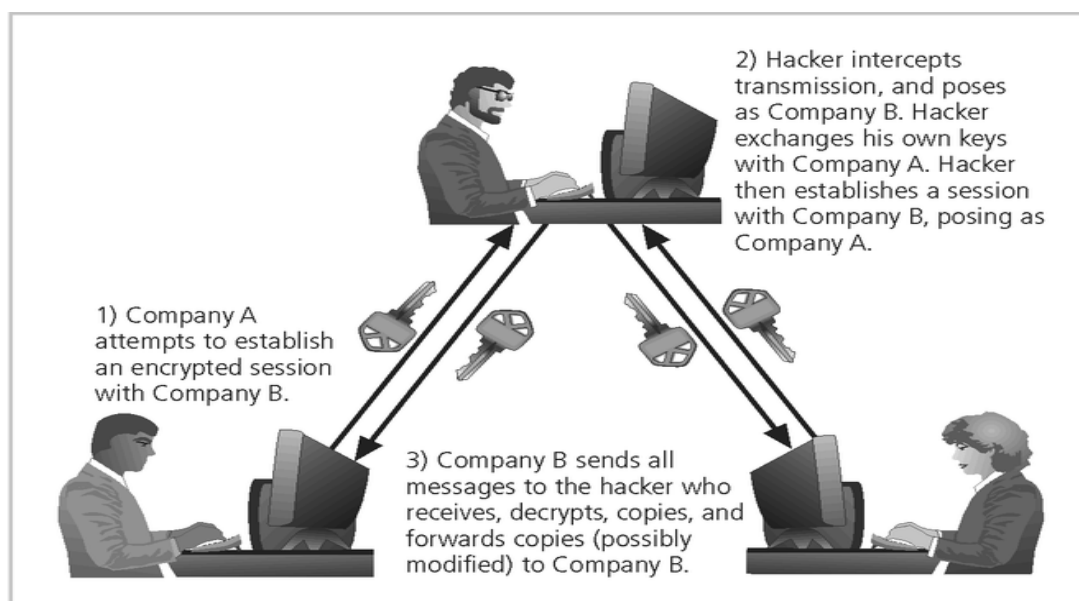 1) Company A
attempts to establish
an encrypted session
with Company B.
2) Hacker intercepts
transmission, and poses
as Company B. Hacker
exchanges his own keys
with Company A. Hacker
then establishes a session
with Company B, posing as
Company A.
3) Company B sends all
messages to the hacker who
receives, decrypts, copies, and
forwards copies (possibly
modified) to Company B.